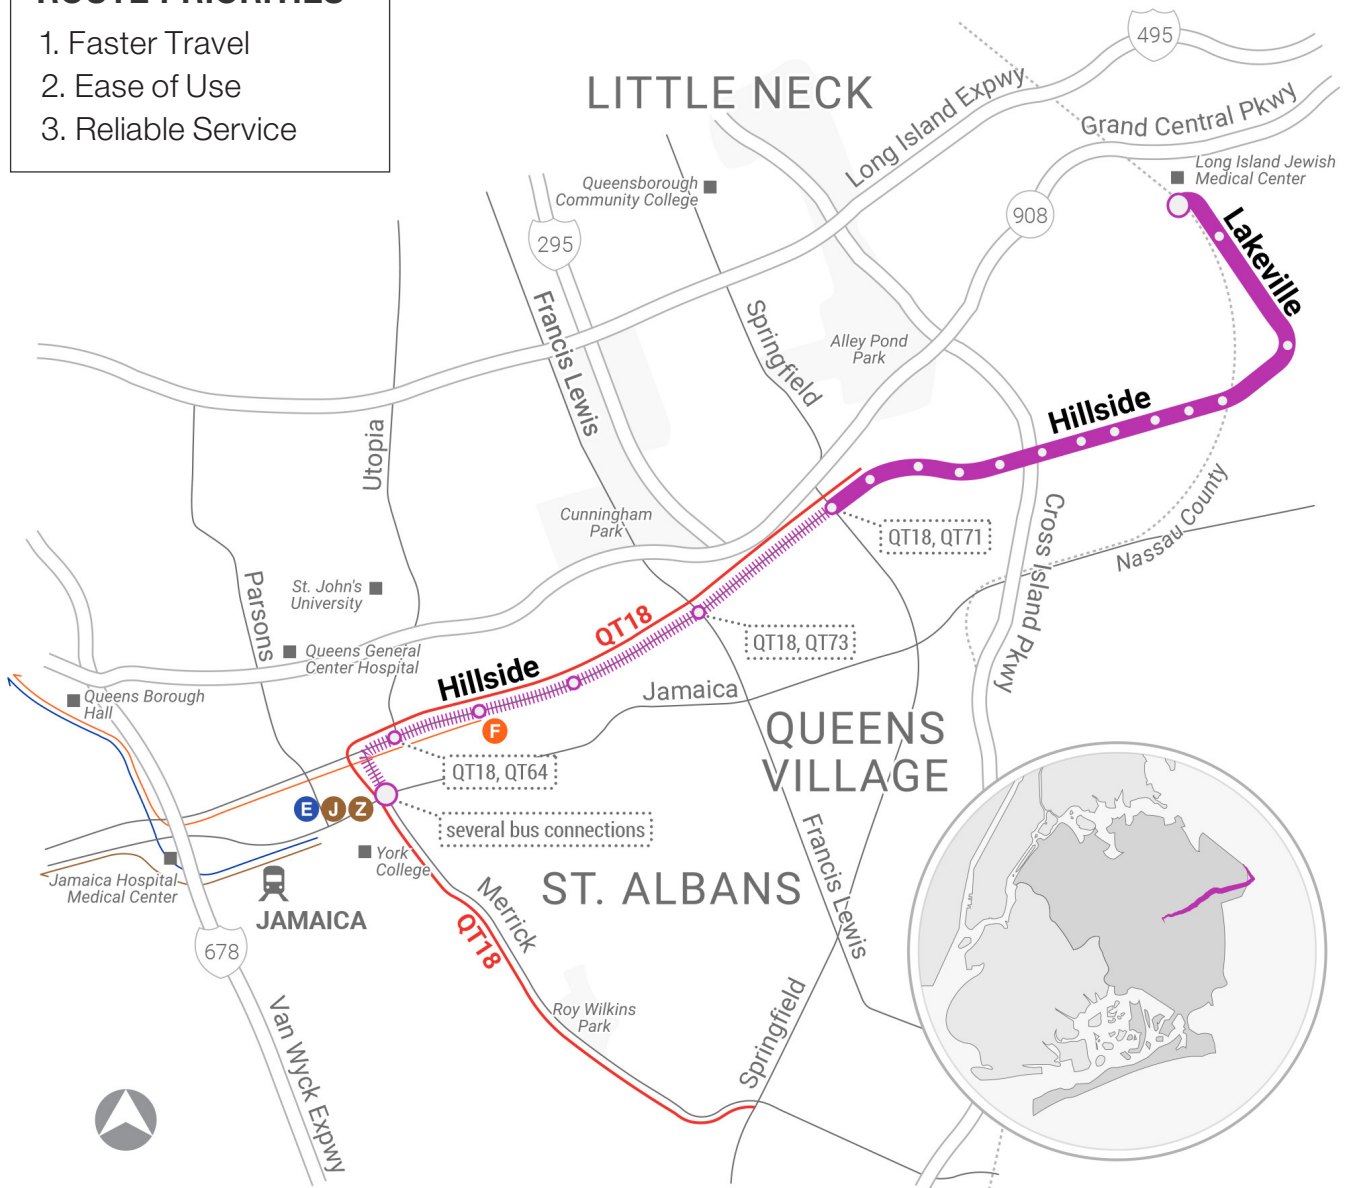 ROUTE PRIORITIES
1. Faster Travel
2. Ease of Use
3. Reliable Service
495
LITTLE NECK
Long Island Expwy
Grand Central Pkwy
Long Island Jewish
Medical Center
Queensborough
Community College
908
295
Lakeville
Francis Lewis
Springfield
Alley Pond
Park
Hillside
Utopia
Cunningham
Park
QT18, QT71
Cross Island Pkwy
Nassau County
Parsons
St. John's
University
QT18
QT18, QT73
Queens General
Center Hospital
Hillside
Jamaica
Queens Borough
Hall
F
QUEENS
VILLAGE
QT18, QT64
E J Z
several bus connections
York
College
Jamaica Hospital
Medical Center
JAMAICA
Merrick
ST. ALBANS
Francis Lewis
QT18
678
Roy Wilkins
Park
Springfield
Van Wyck Expwy